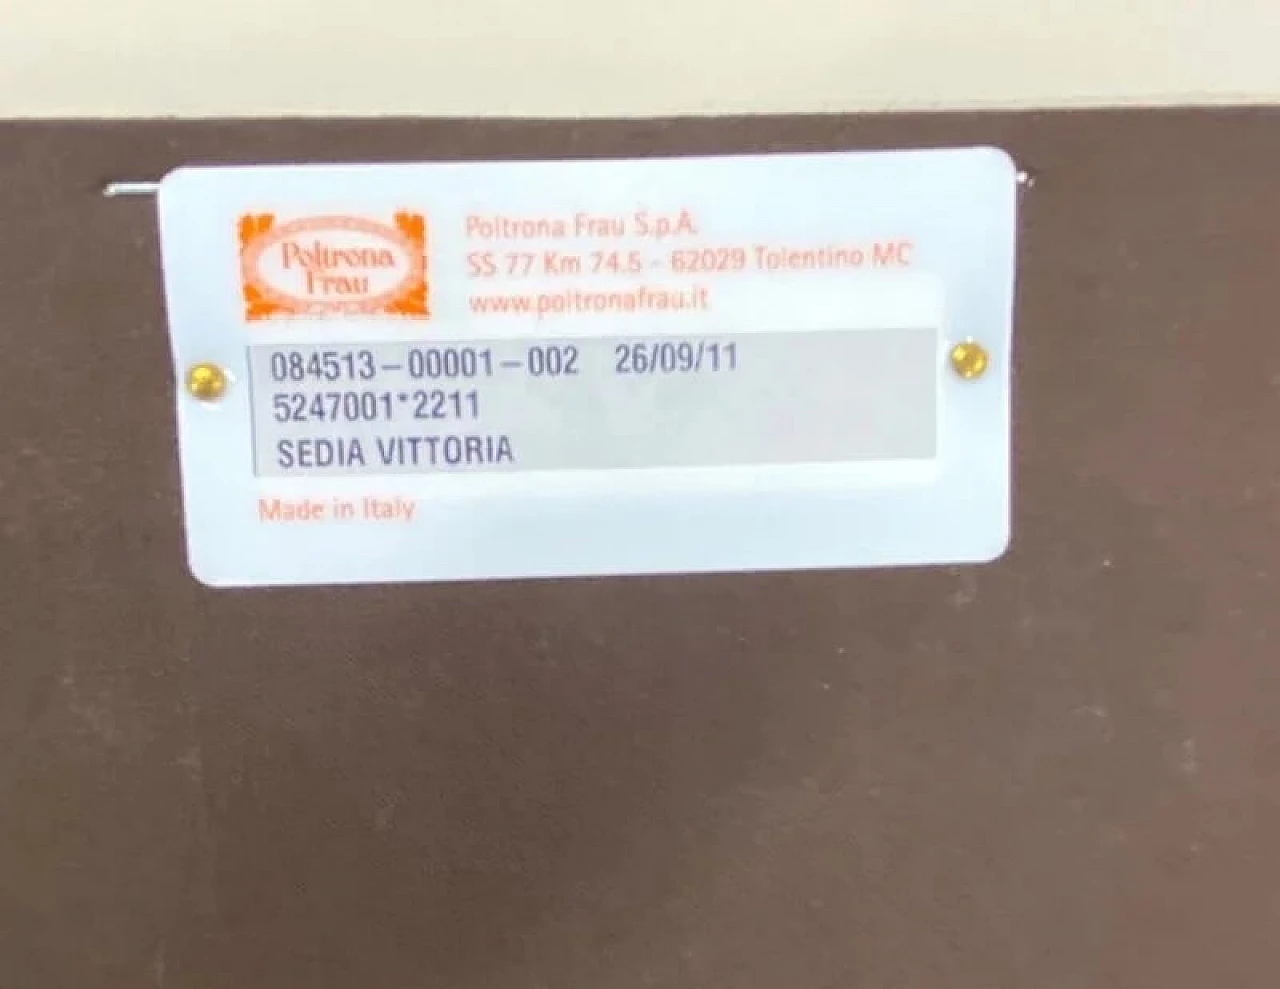 Poltrona
Frau
Poltrona Frau S.p.A.
SS 77 Km 74.5 - 62029 Tolentino MC
www.poltronafrau.it
084513-00001-002 26/09/11
5247001*2211
SEDIA VITTORIA
Made in Italy